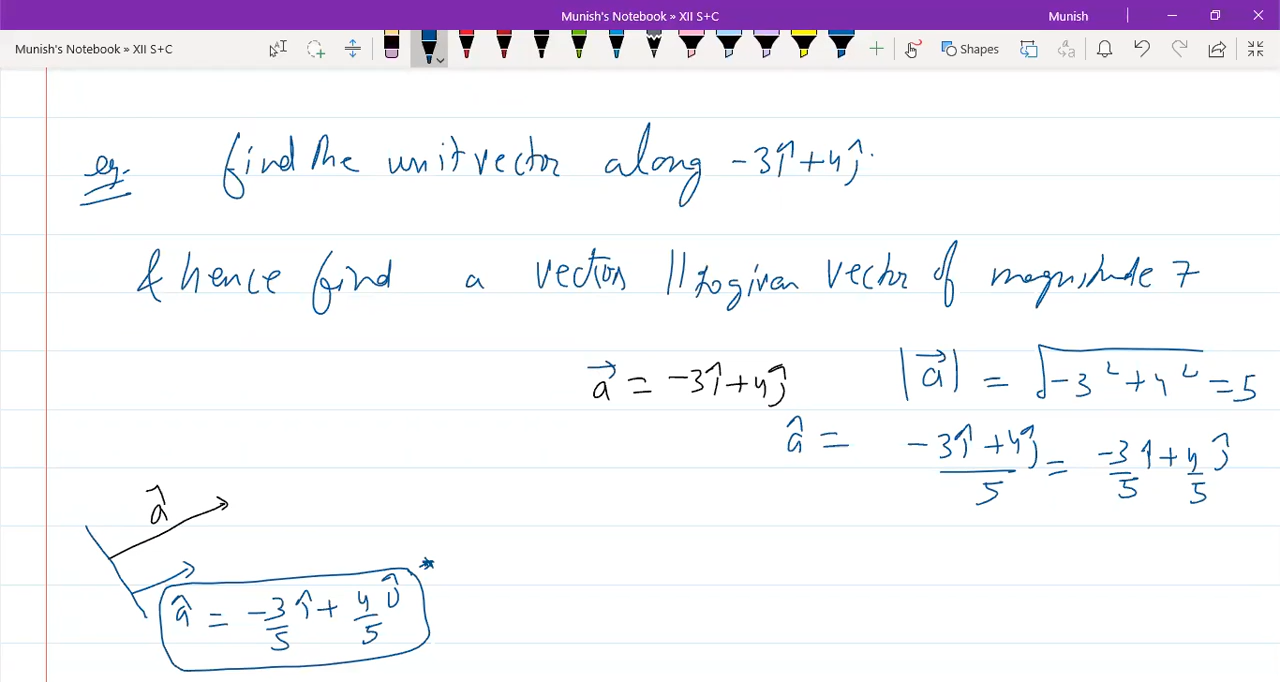 Munish's Notebook » XII S+C
Munish
Munish's Notebook » XII S+C
Shapes
eg. find the unit vector along -3î+4ĵ.
& hence find a vector || to given vector of magnitude 7
a⃗ = -3î+4ĵ
|a⃗| = √-3²+4² = 5
â = -3î+4ĵ/5 = -3/5 î + 4/5 ĵ
â
â = -3/5 î + 4/5 ĵ *